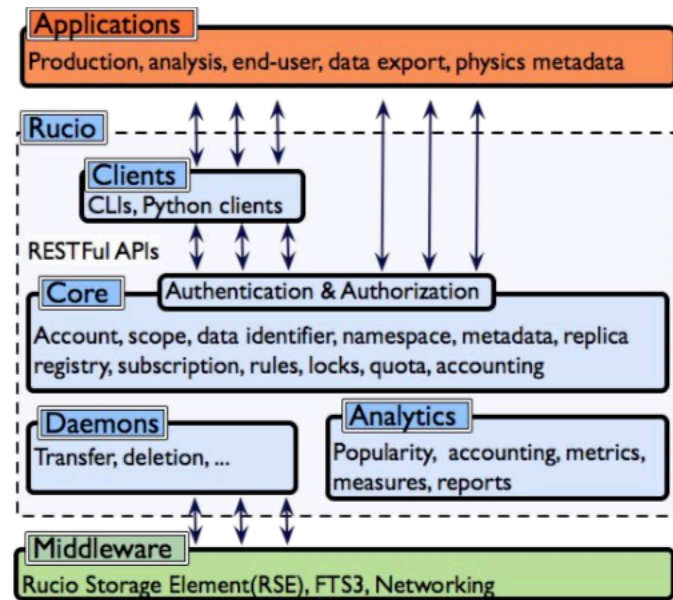 Applications
Production, analysis, end-user, data export, physics metadata
Rucio
Clients
CLIs, Python clients
RESTFul APIs
Core
Authentication & Authorization
Account, scope, data identifier, namespace, metadata, replica
registry, subscription, rules, locks, quota, accounting
Daemons
Transfer, deletion, ...
Analytics
Popularity, accounting, metrics,
measures, reports
Middleware
Rucio Storage Element(RSE), FTS3, Networking